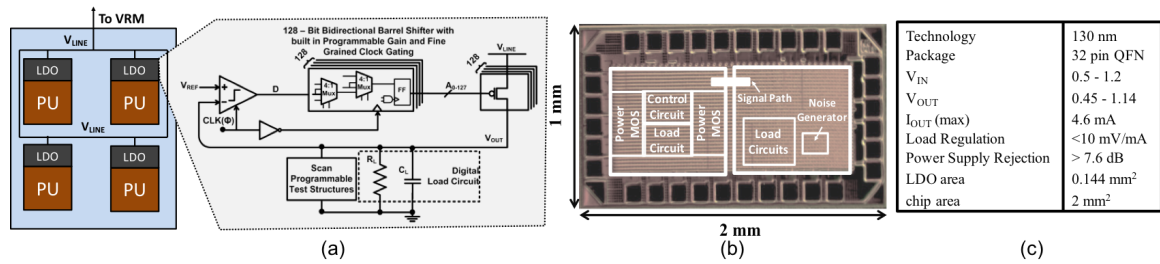 To VRM
V_LINE
LDO
LDO
PU
PU
V_LINE
LDO
LDO
PU
PU
128 – Bit Bidirectional Barrel Shifter with
built in Programmable Gain and Fine
Grained Clock Gating
V_LINE
128
128
V_REF
D
4:1
Mux
4:1
Mux
FF
A_0-127
CLK(Φ)
V_OUT
Scan
Programmable
Test Structures
R_L
C_L
Digital
Load Circuit
(a)
1 mm
Power
MOS
Control
Circuit
Load
Circuit
Power
MOS
Signal Path
Noise
Generator
Load
Circuits
2 mm
(b)
Technology 130 nm
Package 32 pin QFN
V_IN 0.5 - 1.2
V_OUT 0.45 - 1.14
I_OUT (max) 4.6 mA
Load Regulation <10 mV/mA
Power Supply Rejection > 7.6 dB
LDO area 0.144 mm²
chip area 2 mm²
(c)